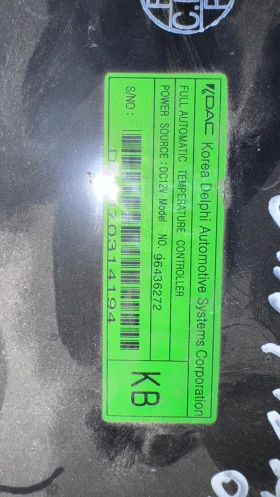 KDAC Korea Delphi Automotive Systems Corporation
FULL AUTOMATIC TEMPERATURE CONTROLLER
POWER SOURCE : DC12V Model NO. 96436272
S/NO :
KB